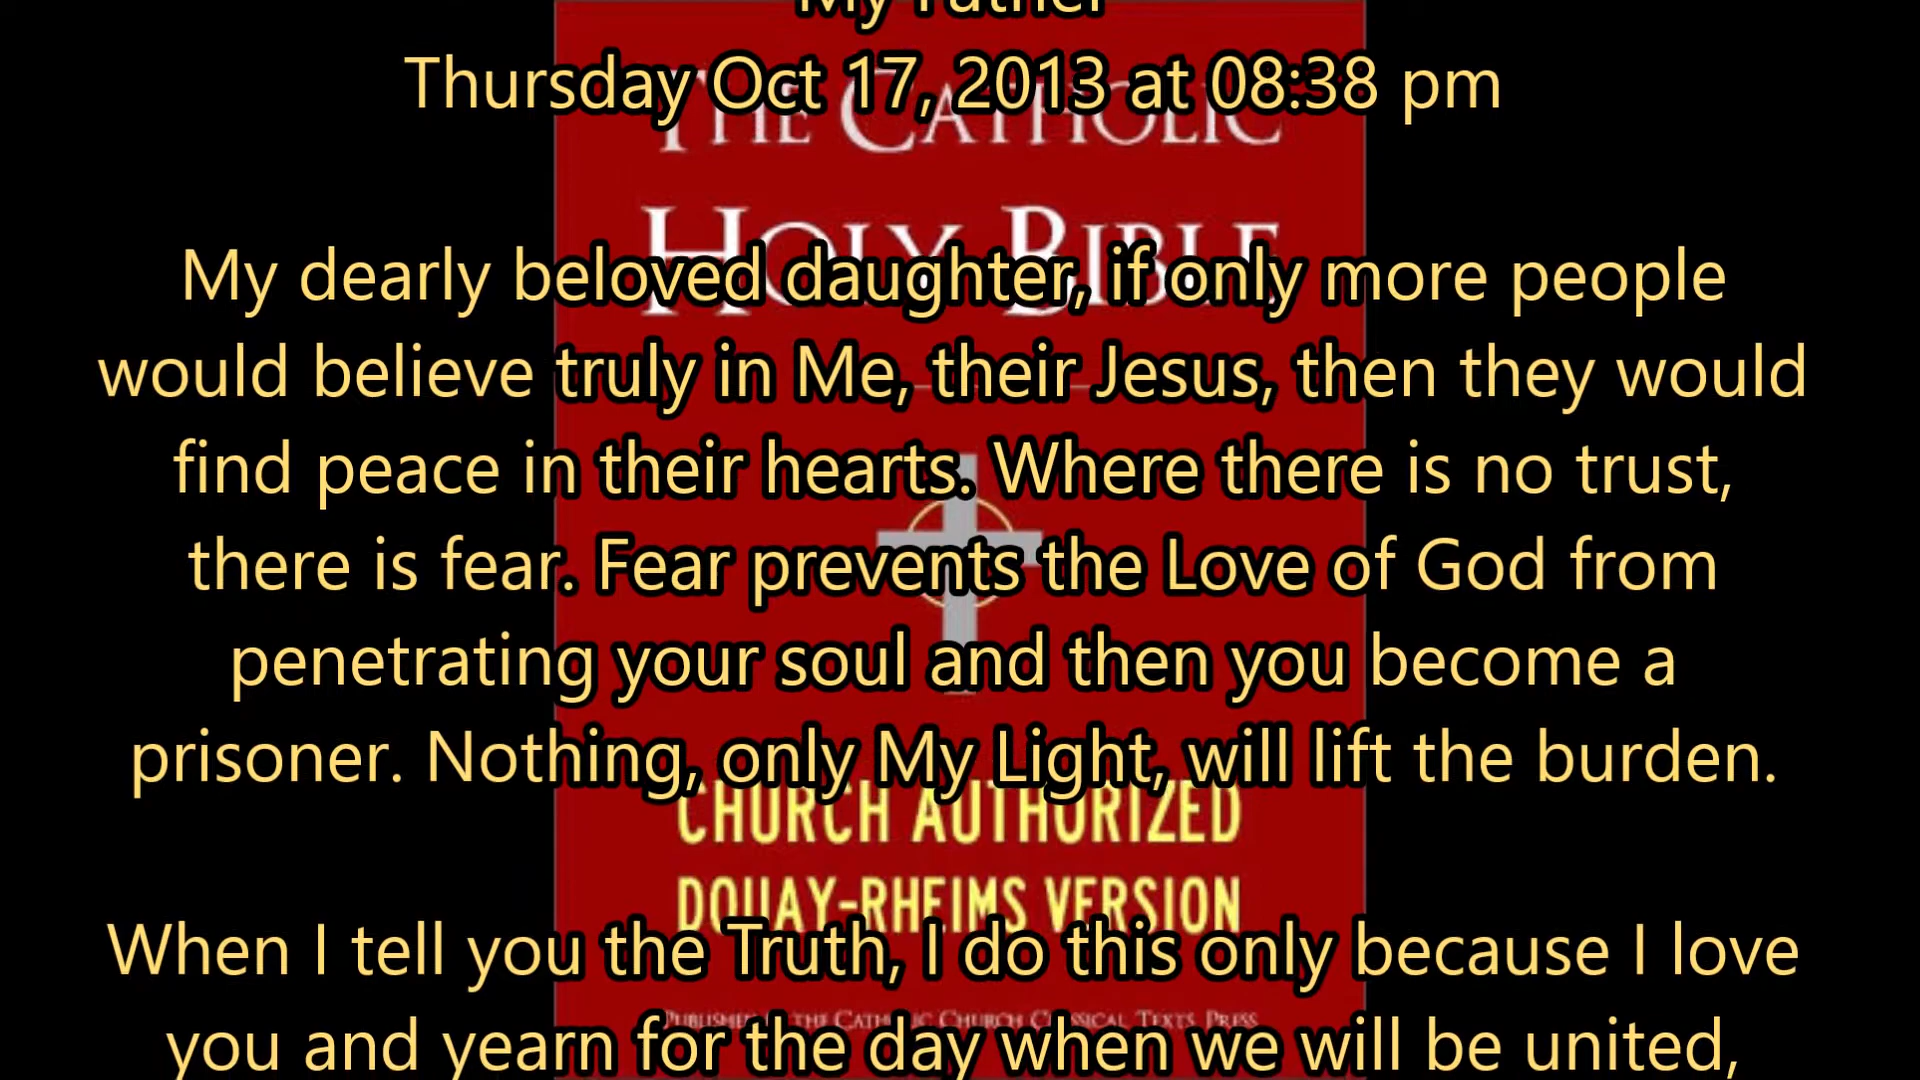 My Father
Thursday Oct 17, 2013 at 08:38 pm
THE CATHOLIC
HOLY BIBLE
My dearly beloved daughter, if only more people
would believe truly in Me, their Jesus, then they would
find peace in their hearts. Where there is no trust,
there is fear. Fear prevents the Love of God from
penetrating your soul and then you become a
prisoner. Nothing, only My Light, will lift the burden.
CHURCH AUTHORIZED
DOUAY-RHEIMS VERSION
When I tell you the Truth, I do this only because I love
PUBLISHED THE CATHOLIC CHURCH CLASSICAL TEXTS PRESS
you and yearn for the day when we will be united,